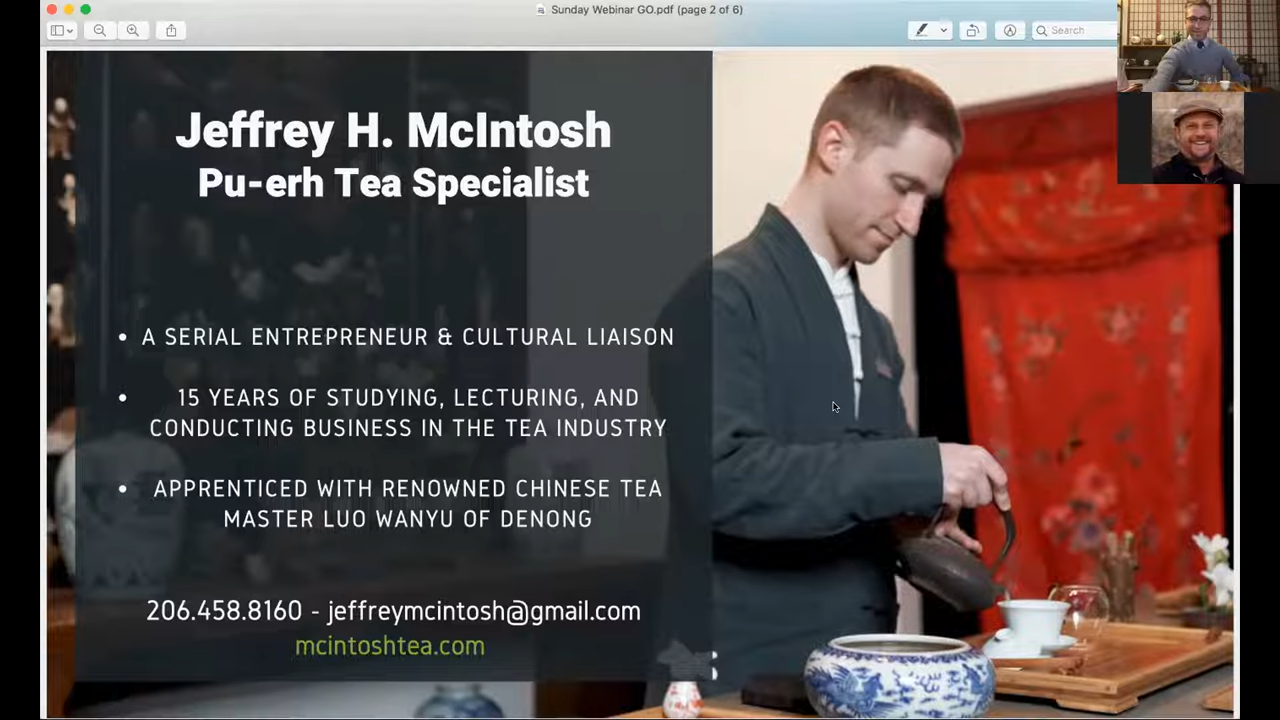 Sunday Webinar GO.pdf (page 2 of 6)
Search
Jeffrey H. McIntosh
Pu-erh Tea Specialist
• A SERIAL ENTREPRENEUR & CULTURAL LIAISON
• 15 YEARS OF STUDYING, LECTURING, AND
CONDUCTING BUSINESS IN THE TEA INDUSTRY
• APPRENTICED WITH RENOWNED CHINESE TEA
MASTER LUO WANYU OF DENONG
206.458.8160 - jeffreymcintosh@gmail.com
mcintoshtea.com